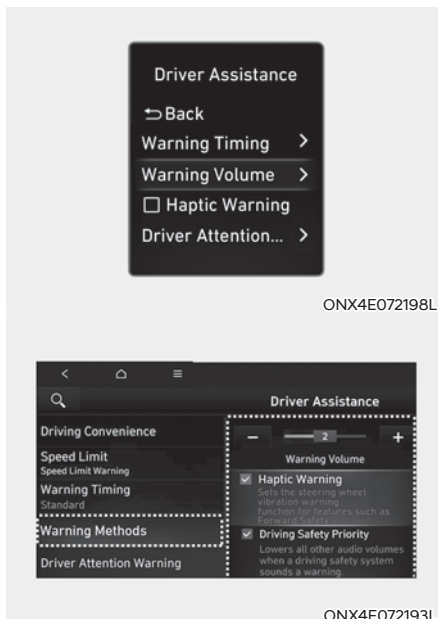 Driver Assistance
Back
Warning Timing >
Warning Volume >
Haptic Warning
Driver Attention... >
ONX4E072198L
Driver Assistance
Driving Convenience
Speed Limit
Speed Limit Warning
Warning Timing
Standard
Warning Methods
Driver Attention Warning
− 2 +
Warning Volume
Haptic Warning
Sets the steering wheel
vibration warning
function for features such as
Forward Safety.
Driving Safety Priority
Lowers all other audio volumes
when a driving safety system
sounds a warning.
ONX4E072193L